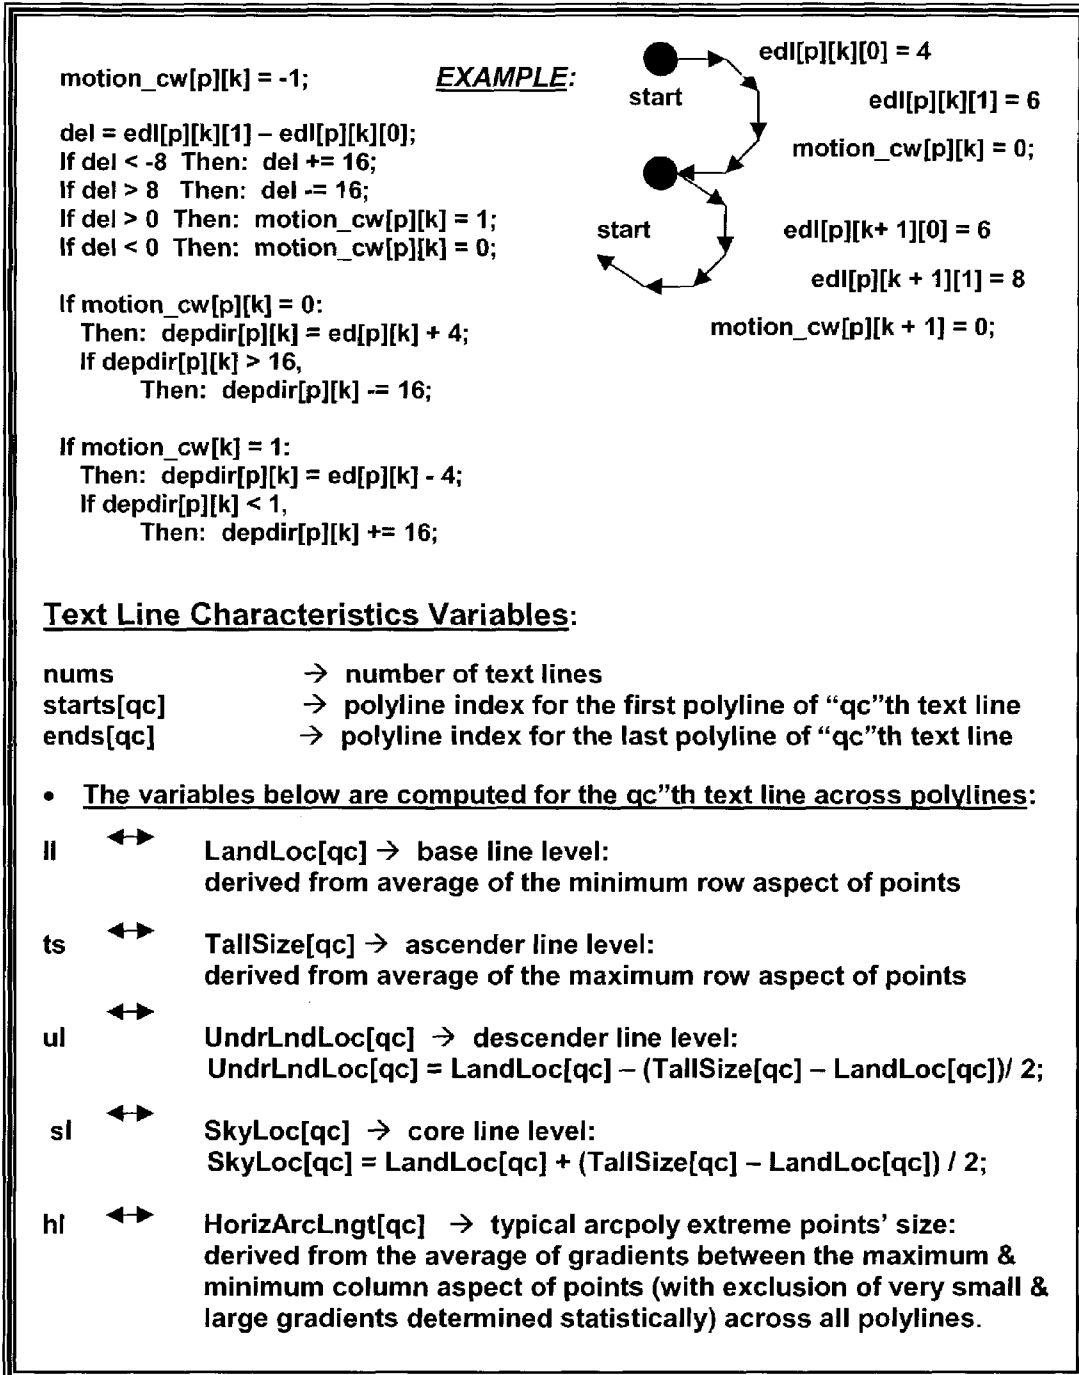 motion_cw[p][k] = -1;
EXAMPLE:
start
edl[p][k][0] = 4
edl[p][k][1] = 6
motion_cw[p][k] = 0;
del = edl[p][k][1] – edl[p][k][0];
If del < -8 Then: del += 16;
If del > 8 Then: del -= 16;
If del > 0 Then: motion_cw[p][k] = 1;
If del < 0 Then: motion_cw[p][k] = 0;
start
edl[p][k+ 1][0] = 6
edl[p][k + 1][1] = 8
motion_cw[p][k + 1] = 0;
If motion_cw[p][k] = 0:
Then: depdir[p][k] = ed[p][k] + 4;
If depdir[p][k] > 16,
Then: depdir[p][k] -= 16;
If motion_cw[k] = 1:
Then: depdir[p][k] = ed[p][k] - 4;
If depdir[p][k] < 1,
Then: depdir[p][k] += 16;
Text Line Characteristics Variables:
nums → number of text lines
starts[qc] → polyline index for the first polyline of “qc”th text line
ends[qc] → polyline index for the last polyline of “qc”th text line
• The variables below are computed for the qc”th text line across polylines:
ll ↔ LandLoc[qc] → base line level:
derived from average of the minimum row aspect of points
ts ↔ TallSize[qc] → ascender line level:
derived from average of the maximum row aspect of points
ul ↔ UndrLndLoc[qc] → descender line level:
UndrLndLoc[qc] = LandLoc[qc] – (TallSize[qc] – LandLoc[qc])/ 2;
sl ↔ SkyLoc[qc] → core line level:
SkyLoc[qc] = LandLoc[qc] + (TallSize[qc] – LandLoc[qc]) / 2;
hl ↔ HorizArcLngt[qc] → typical arcpoly extreme points’ size:
derived from the average of gradients between the maximum &
minimum column aspect of points (with exclusion of very small &
large gradients determined statistically) across all polylines.